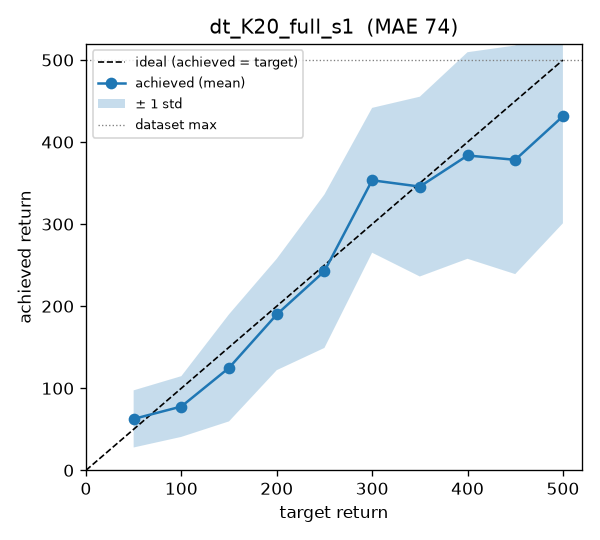 dt_K20_full_s1  (MAE 74)
ideal (achieved = target)
achieved (mean)
± 1 std
dataset max
achieved return
500
400
300
200
100
0
0 100 200 300 400 500
target return